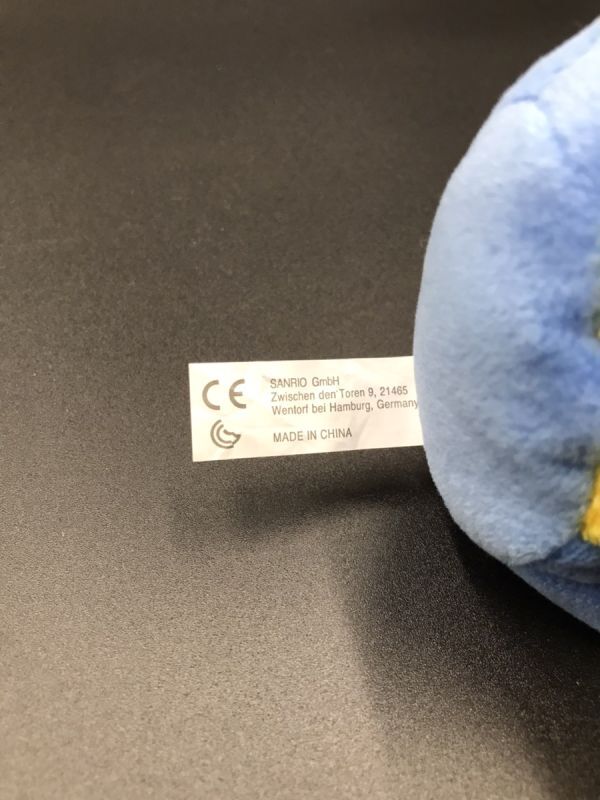 CE
SANRIO GmbH
Zwischen den Toren 9, 21465
Wentorf bei Hamburg, Germany
MADE IN CHINA